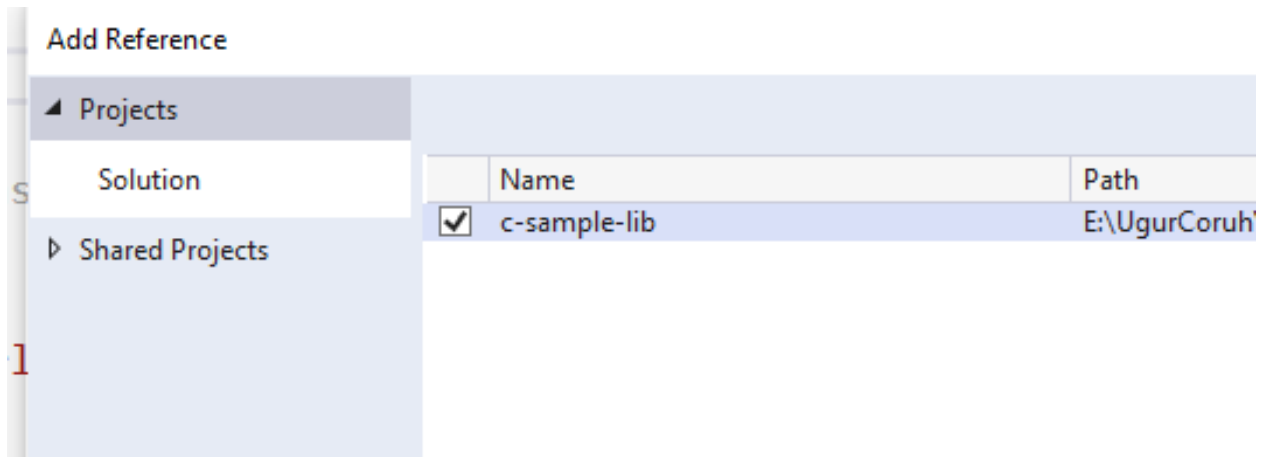 Add Reference
Projects
Solution
Shared Projects
Name Path
c-sample-lib E:\UgurCoruh
s
l